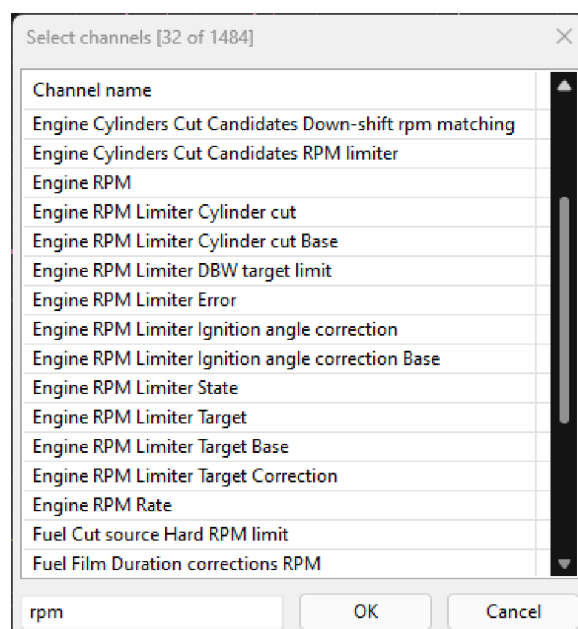 Select channels [32 of 1484]
Channel name
Engine Cylinders Cut Candidates Down-shift rpm matching
Engine Cylinders Cut Candidates RPM limiter
Engine RPM
Engine RPM Limiter Cylinder cut
Engine RPM Limiter Cylinder cut Base
Engine RPM Limiter DBW target limit
Engine RPM Limiter Error
Engine RPM Limiter Ignition angle correction
Engine RPM Limiter Ignition angle correction Base
Engine RPM Limiter State
Engine RPM Limiter Target
Engine RPM Limiter Target Base
Engine RPM Limiter Target Correction
Engine RPM Rate
Fuel Cut source Hard RPM limit
Fuel Film Duration corrections RPM
rpm OK Cancel